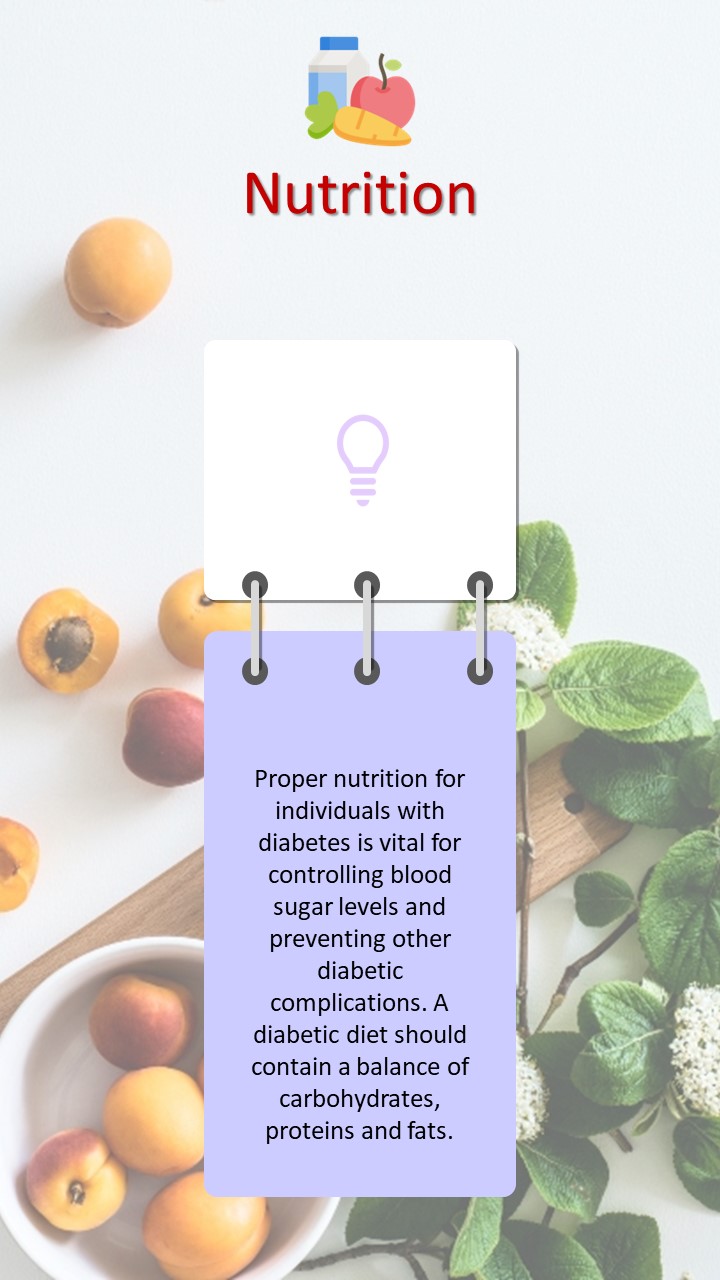 Nutrition
Proper nutrition for
individuals with
diabetes is vital for
controlling blood
sugar levels and
preventing other
diabetic
complications. A
diabetic diet should
contain a balance of
carbohydrates,
proteins and fats.